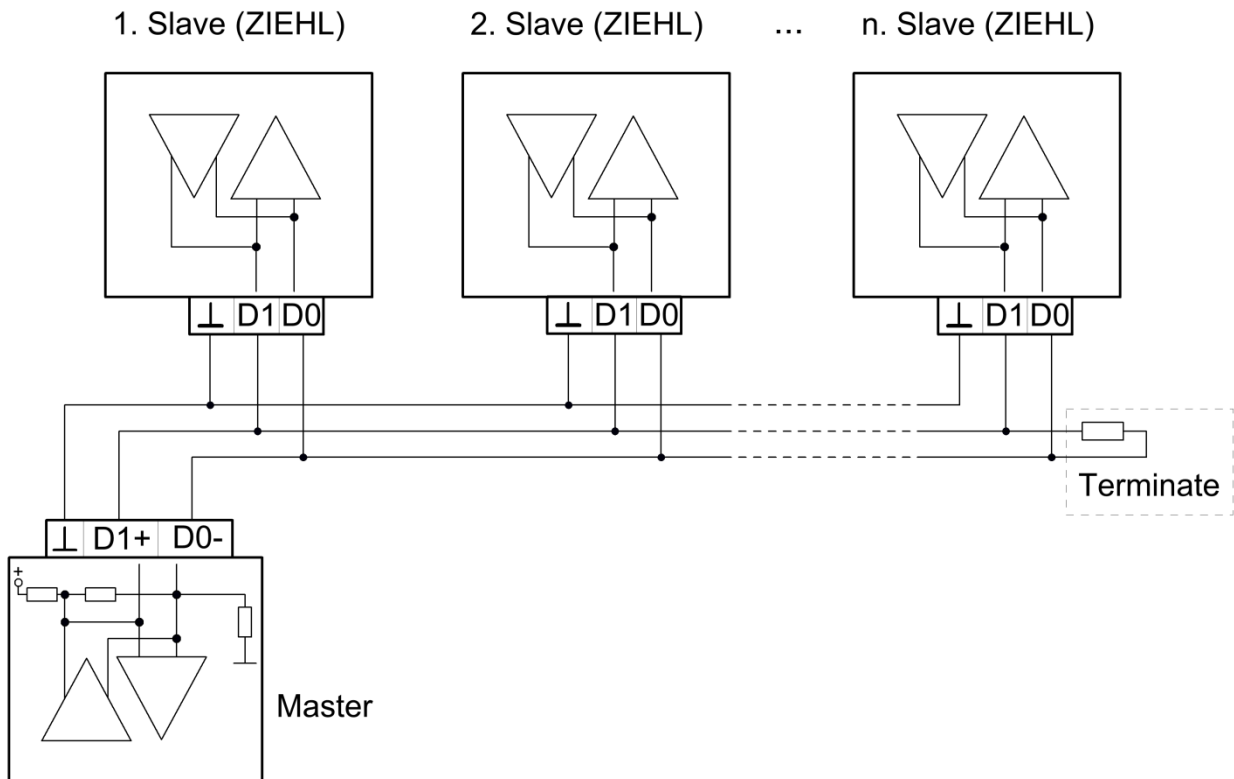 1. Slave (ZIEHL) 2. Slave (ZIEHL) ... n. Slave (ZIEHL)
⊥ D1 D0 ⊥ D1 D0 ⊥ D1 D0
Terminate
⊥ D1+ D0-
+
Master